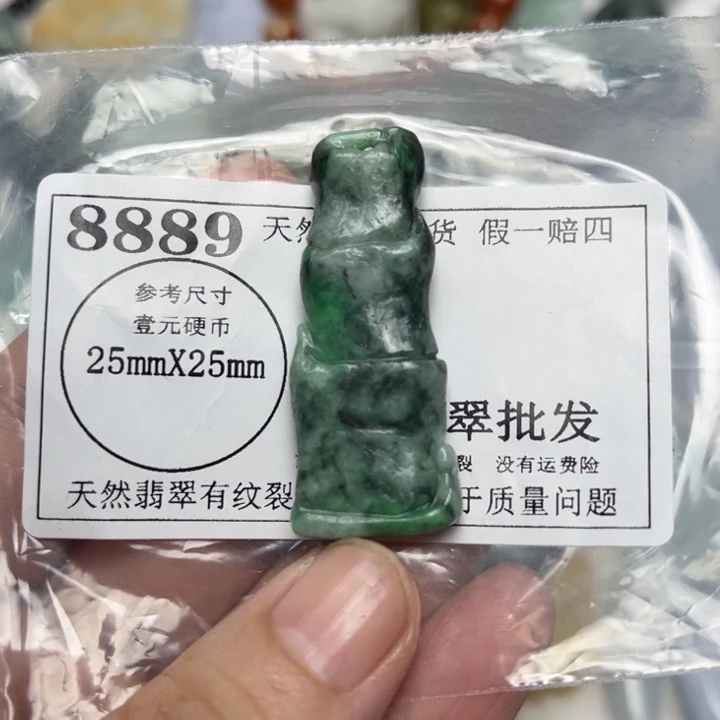 8889 天然 货 假一赔四
参考尺寸
壹元硬币
25mmX25mm
翠批发
裂 没有运费险
天然翡翠有纹裂 于质量问题